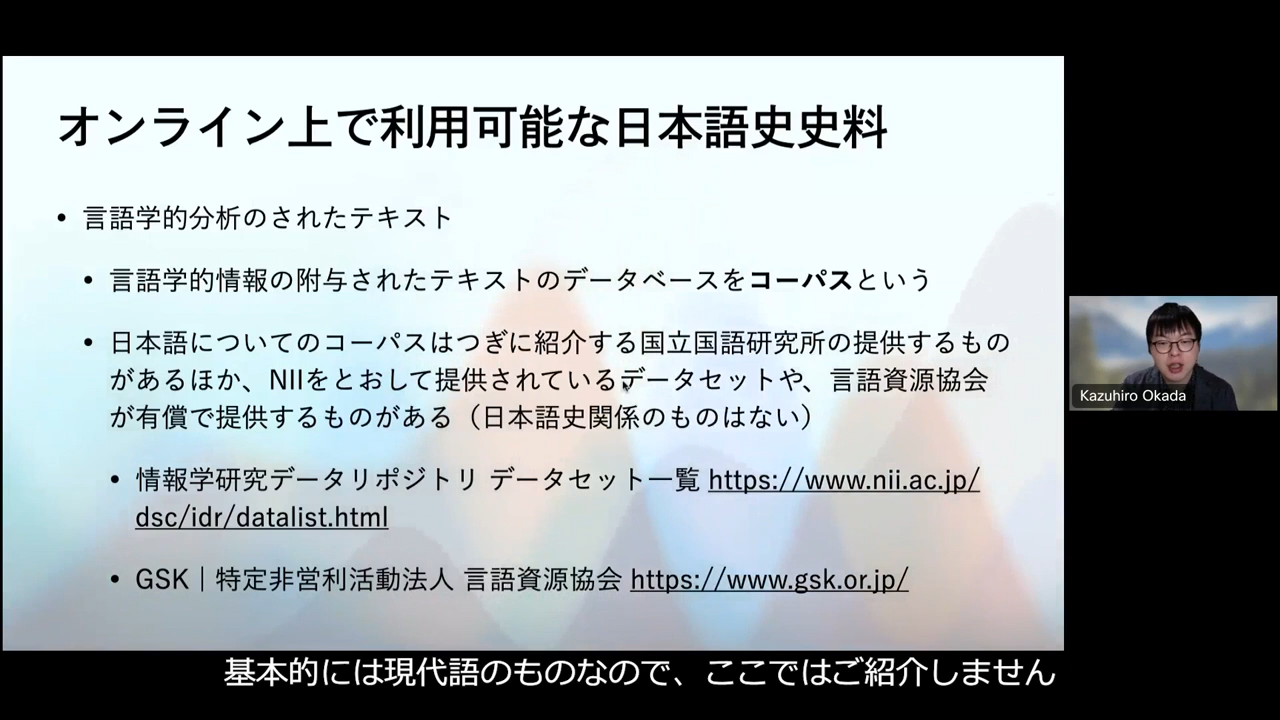 オンライン上で利用可能な日本語史史料
• 言語学的分析のされたテキスト
• 言語学的情報の附与されたテキストのデータベースをコーパスという
• 日本語についてのコーパスはつぎに紹介する国立国語研究所の提供するもの
があるほか、NIIをとおして提供されているデータセットや、言語資源協会
が有償で提供するものがある（日本語史関係のものはない）
• 情報学研究データリポジトリ データセット一覧 https://www.nii.ac.jp/
dsc/idr/datalist.html
• GSK｜特定非営利活動法人 言語資源協会 https://www.gsk.or.jp/
Kazuhiro Okada
基本的には現代語のものなので、ここではご紹介しません